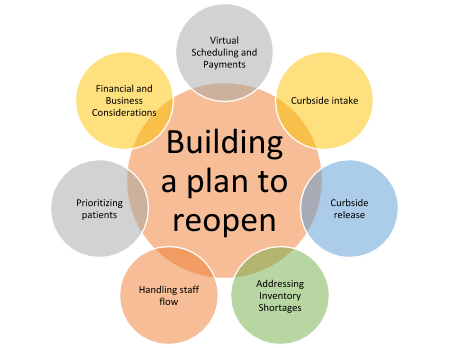 Virtual
Scheduling and
Payments
Financial and
Business
Considerations
Curbside intake
Building
a plan to
reopen
Prioritizing
patients
Curbside
release
Handling staff
flow
Addressing
Inventory
Shortages